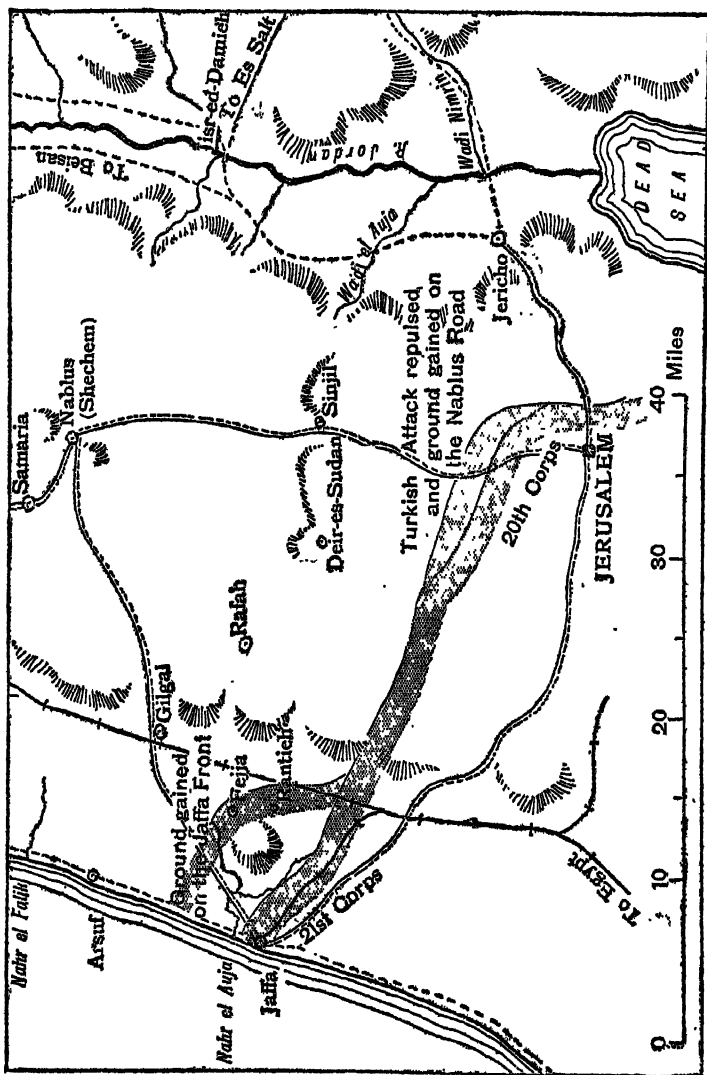 Nahr el Falik
Arsuf
Nahr el Auja
Jaffa
21st Corps
Ground gained
on the Jaffa Front
Fejja
Rantieh
Gilgal
Rafah
Samaria
Nablus
(Shechem)
Deir-es-Sudan
Sinjil
To Beisan
Jisr-ed-Damieh
To Es Salt
R. Jordan
Wadi el Auja
Wadi Nimrin
Turkish Attack repulsed
and ground gained on
the Nablus Road
20th Corps
Jericho
JERUSALEM
DEAD
SEA
To Egypt
0 10 20 30 40 Miles